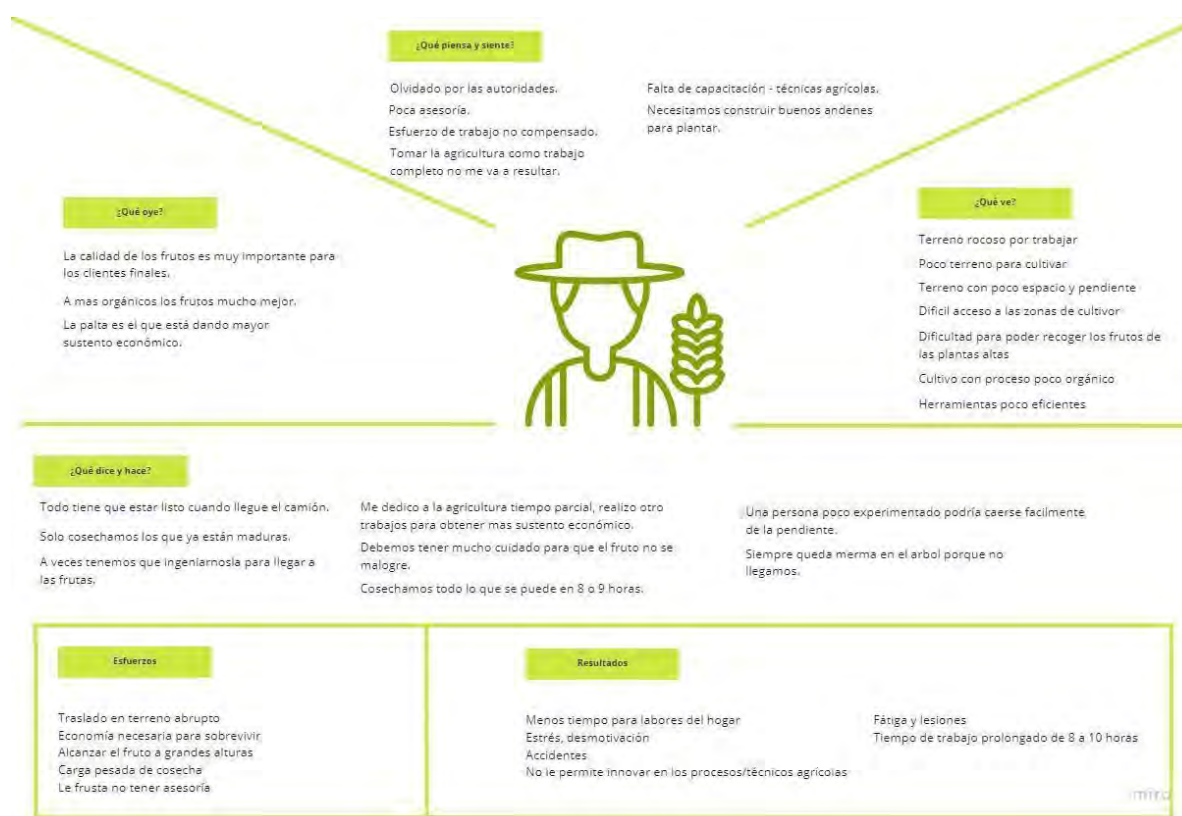 ¿Qué piensa y siente?
Olvidado por las autoridades.
Poca asesoría.
Esfuerzo de trabajo no compensado.
Tomar la agricultura como trabajo
completo no me va a resultar.
Falta de capacitación - técnicas agrícolas.
Necesitamos construir buenos andenes
para plantar.
¿Qué oye?
La calidad de los frutos es muy importante para
los clientes finales.
A mas orgánicos los frutos mucho mejor.
La palta es el que está dando mayor
sustento económico.
¿Qué ve?
Terreno rocoso por trabajar
Poco terreno para cultivar
Terreno con poco espacio y pendiente
Dificil acceso a las zonas de cultivor
Dificultad para poder recoger los frutos de
las plantas altas
Cultivo con proceso poco orgánico
Herramientas poco eficientes
¿Qué dice y hace?
Todo tiene que estar listo cuando llegue el camión.
Solo cosechamos los que ya están maduras.
A veces tenemos que ingeniarnosla para llegar a
las frutas.
Me dedico a la agricultura tiempo parcial, realizo otro
trabajos para obtener mas sustento económico.
Debemos tener mucho cuidado para que el fruto no se
malogre.
Cosechamos todo lo que se puede en 8 o 9 horas.
Una persona poco experimentado podría caerse facilmente
de la pendiente.
Siempre queda merma en el arbol porque no
llegamos.
Esfuerzos
Traslado en terreno abrupto
Economía necesaria para sobrevivir
Alcanzar el fruto a grandes alturas
Carga pesada de cosecha
Le frusta no tener asesoría
Resultados
Menos tiempo para labores del hogar
Estrés, desmotivación
Accidentes
No le permite innovar en los procesos/técnicos agrícolas
Fátiga y lesiones
Tiempo de trabajo prolongado de 8 a 10 horas
miro